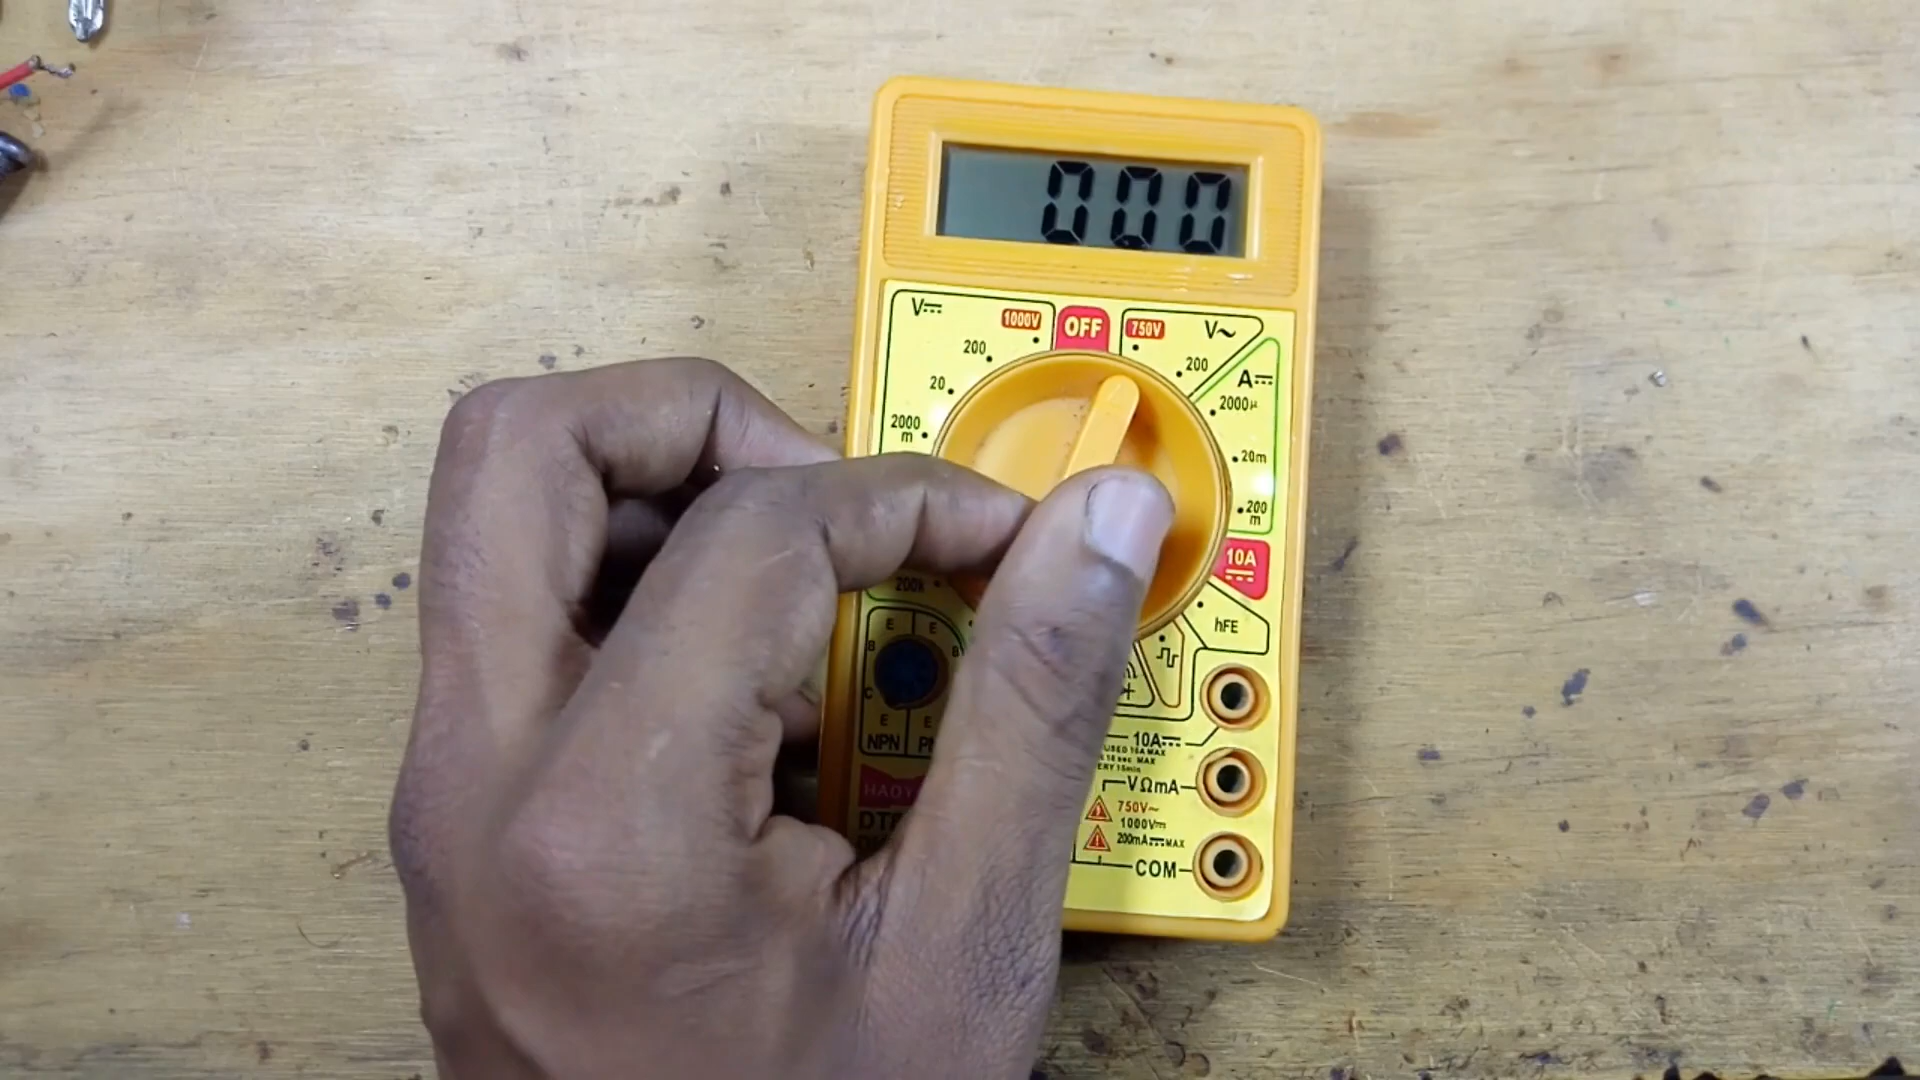 000
V⎓ 1000V OFF 750V V~
200 200
20 A⎓
2000
m
2000µ
20m
200
m
10A
200k
hFE
E E
B B
C
E E
NPN
10A⎓
VΩmA
750V~
1000V⎓
200mA⎓MAX
COM